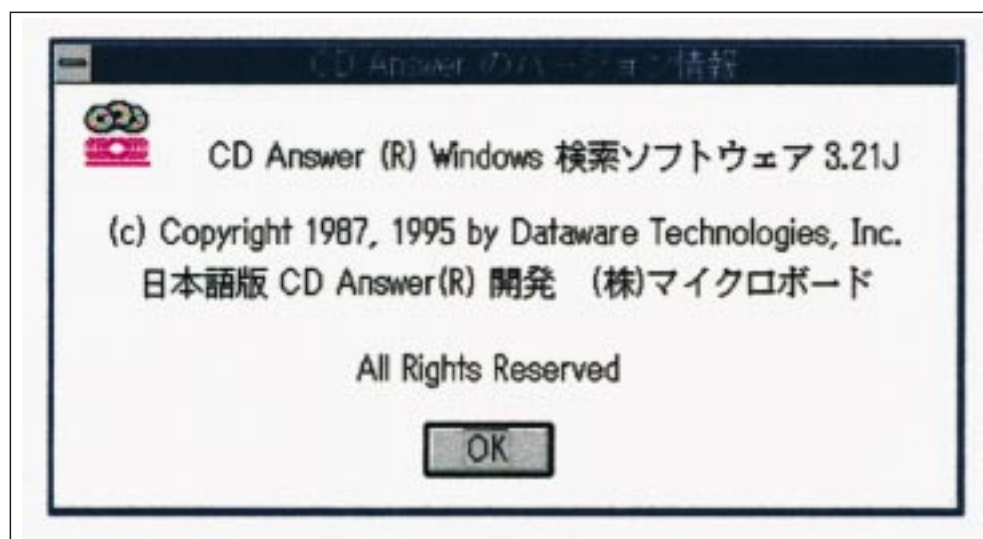 CD Answer のバージョン情報
CD Answer (R) Windows 検索ソフトウェア 3.21J
(c) Copyright 1987, 1995 by Dataware Technologies, Inc.
日本語版 CD Answer(R) 開発　(株)マイクロボード
All Rights Reserved
OK